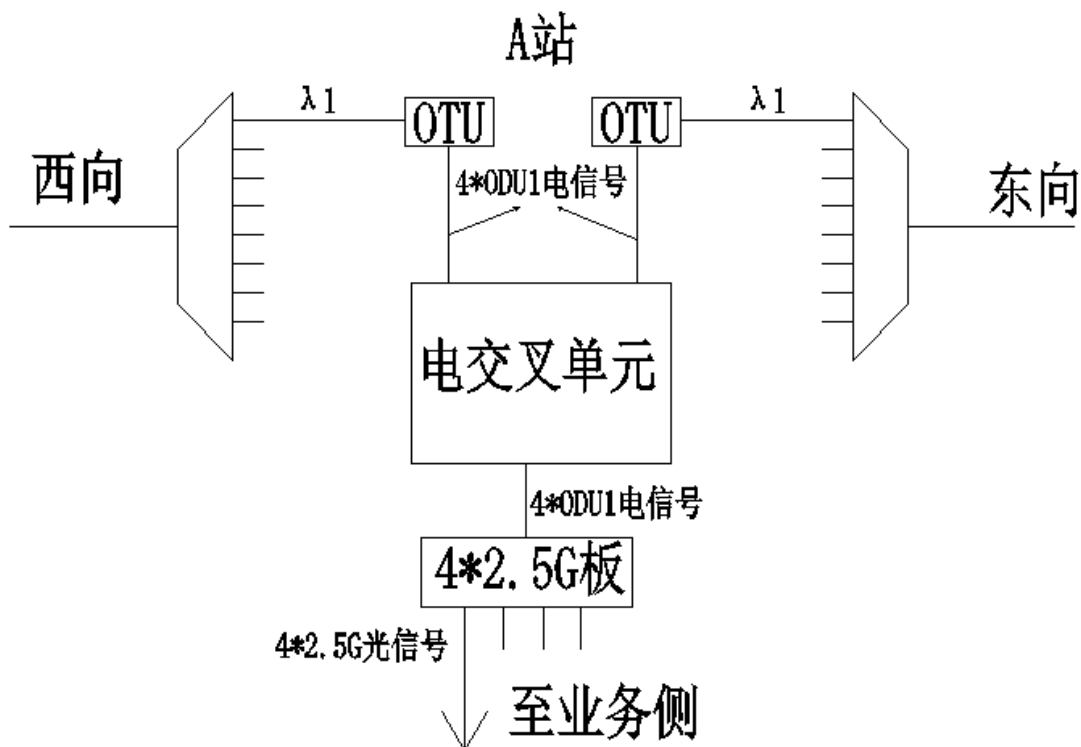 A站
λ1
OTU
OTU
λ1
西向
4*ODU1电信号
东向
电交叉单元
4*ODU1电信号
4*2.5G板
4*2.5G光信号
至业务侧